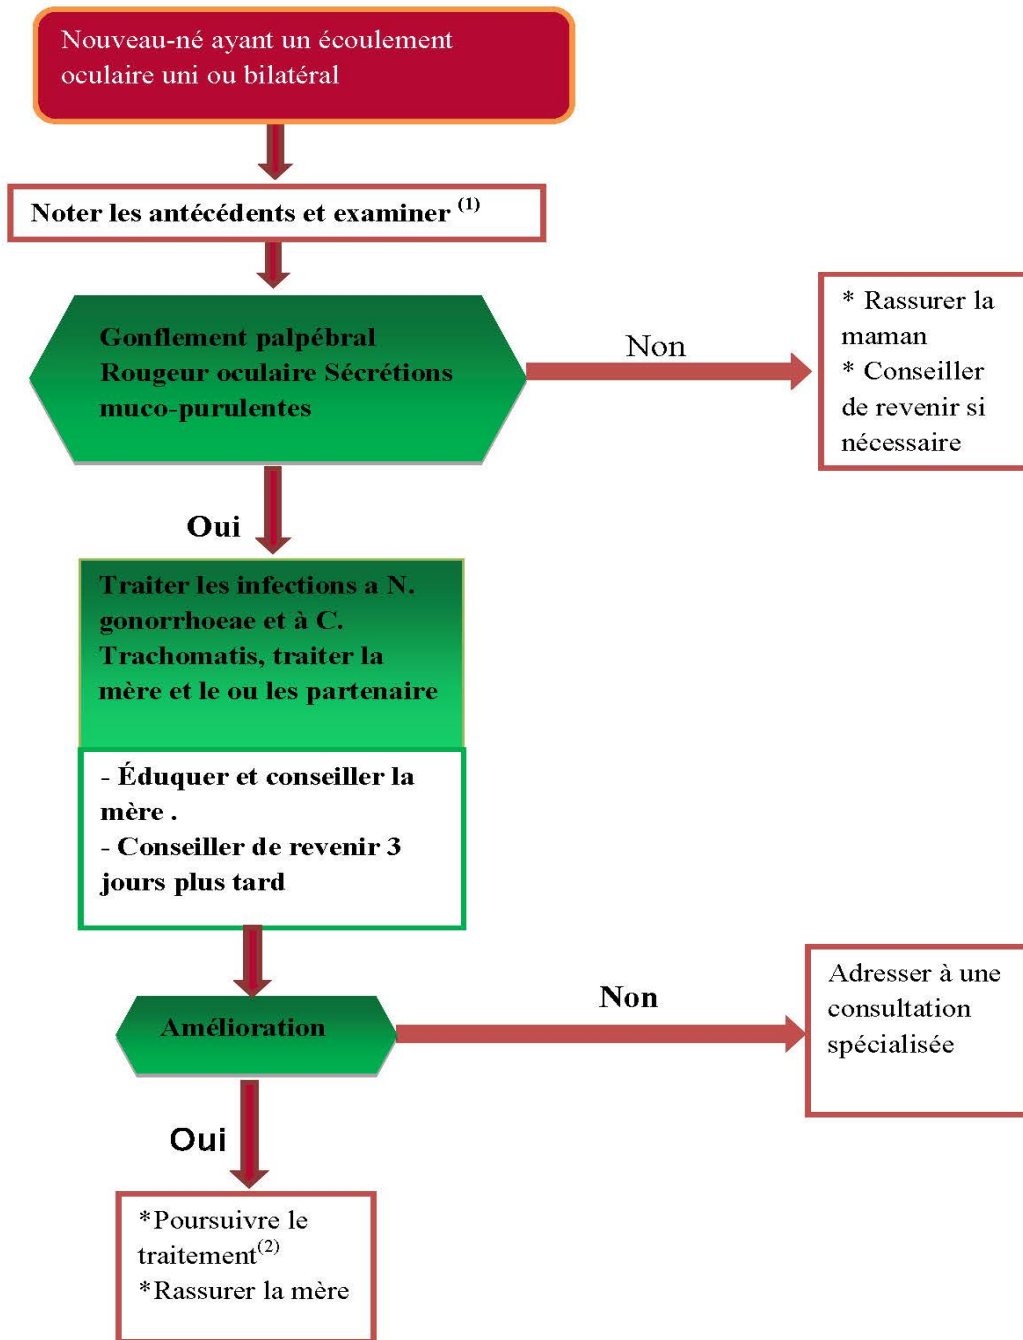 Nouveau-né ayant un écoulement
oculaire uni ou bilatéral
Noter les antécédents et examiner (1)
Gonflement palpébral
Rougeur oculaire Sécrétions
muco-purulentes
Non
* Rassurer la
maman
* Conseiller
de revenir si
nécessaire
Oui
Traiter les infections a N.
gonorrhoeae et à C.
Trachomatis, traiter la
mère et le ou les partenaire
- Éduquer et conseiller la
mère .
- Conseiller de revenir 3
jours plus tard
Amélioration
Non
Adresser à une
consultation
spécialisée
Oui
*Poursuivre le
traitement(2)
*Rassurer la mère